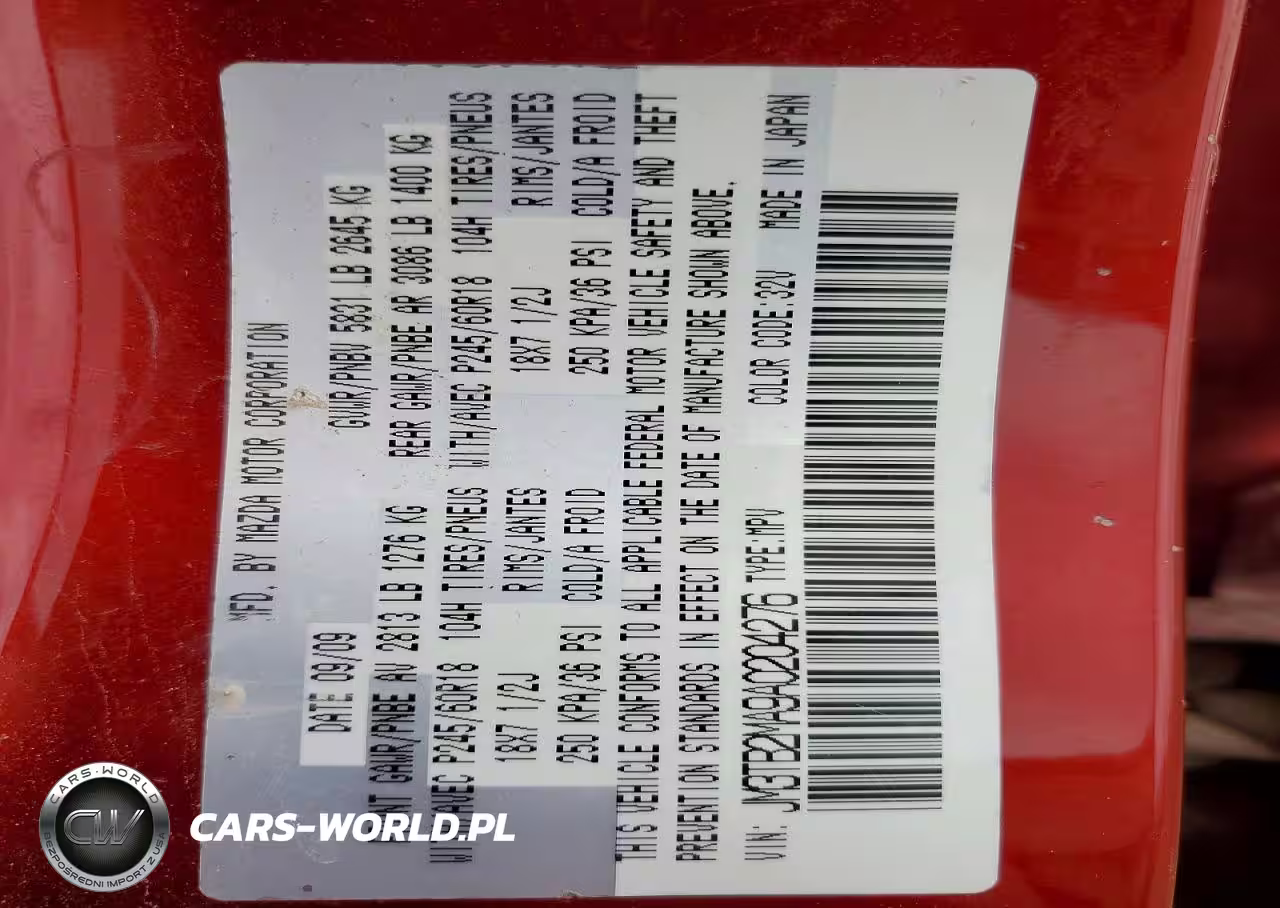 MFD. BY MAZDA MOTOR CORPORATION
DATE: 09/09 GVWR/PNBV 5831 LB 2645 KG
FRONT GAWR/PNBE AV 2813 LB 1276 KG REAR GAWR/PNBE AR 3086 LB 1400 KG
WITH/AVEC P245/60R18 104H TIRES/PNEUS WITH/AVEC P245/60R18 104H TIRES/PNEUS
18X7 1/2J RIMS/JANTES 18X7 1/2J RIMS/JANTES
250 KPA/36 PSI COLD/A FROID 250 KPA/36 PSI COLD/A FROID
THIS VEHICLE CONFORMS TO ALL APPLICABLE FEDERAL MOTOR VEHICLE SAFETY AND THEFT
PREVENTION STANDARDS IN EFFECT ON THE DATE OF MANUFACTURE SHOWN ABOVE.
VIN: JM3TB2MA9A0204276 TYPE:MPV COLOR CODE:32V MADE IN JAPAN
CARS-WORLD
CW
BEZPOŚREDNI IMPORT Z USA
CARS-WORLD.PL